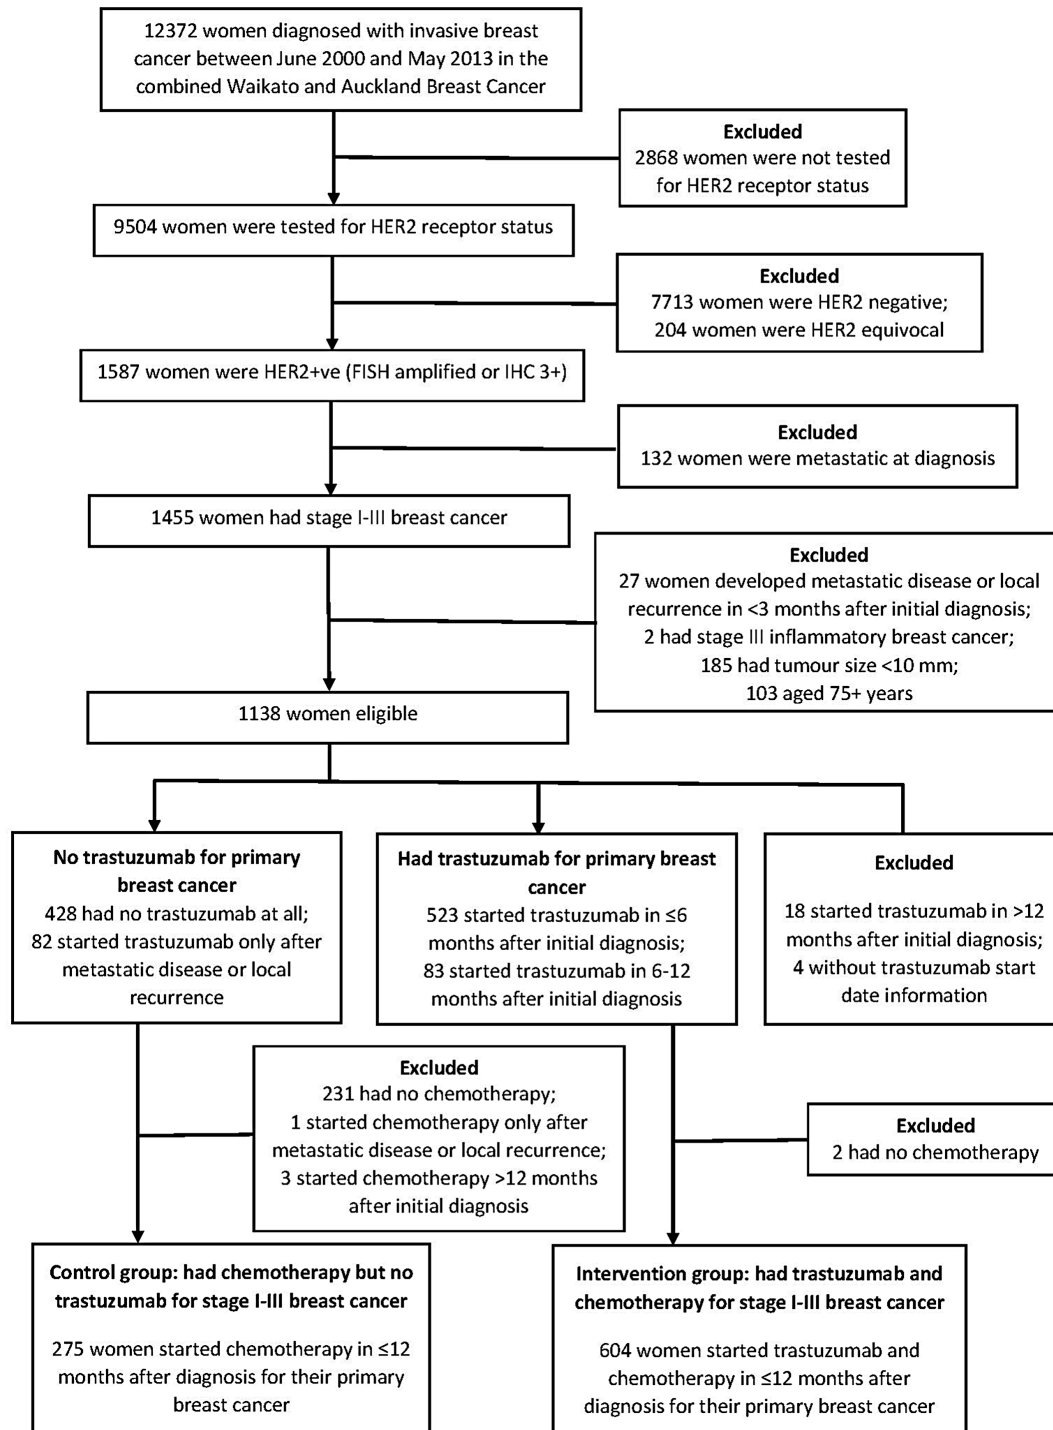 12372 women diagnosed with invasive breast
cancer between June 2000 and May 2013 in the
combined Waikato and Auckland Breast Cancer
Excluded
2868 women were not tested
for HER2 receptor status
9504 women were tested for HER2 receptor status
Excluded
7713 women were HER2 negative;
204 women were HER2 equivocal
1587 women were HER2+ve (FISH amplified or IHC 3+)
Excluded
132 women were metastatic at diagnosis
1455 women had stage I-III breast cancer
Excluded
27 women developed metastatic disease or local
recurrence in <3 months after initial diagnosis;
2 had stage III inflammatory breast cancer;
185 had tumour size <10 mm;
103 aged 75+ years
1138 women eligible
No trastuzumab for primary
breast cancer
428 had no trastuzumab at all;
82 started trastuzumab only after
metastatic disease or local
recurrence
Had trastuzumab for primary breast
cancer
523 started trastuzumab in ≤6
months after initial diagnosis;
83 started trastuzumab in 6-12
months after initial diagnosis
Excluded
18 started trastuzumab in >12
months after initial diagnosis;
4 without trastuzumab start
date information
Excluded
231 had no chemotherapy;
1 started chemotherapy only after
metastatic disease or local recurrence;
3 started chemotherapy >12 months
after initial diagnosis
Excluded
2 had no chemotherapy
Control group: had chemotherapy but no
trastuzumab for stage I-III breast cancer
275 women started chemotherapy in ≤12
months after diagnosis for their primary
breast cancer
Intervention group: had trastuzumab and
chemotherapy for stage I-III breast cancer
604 women started trastuzumab and
chemotherapy in ≤12 months after
diagnosis for their primary breast cancer